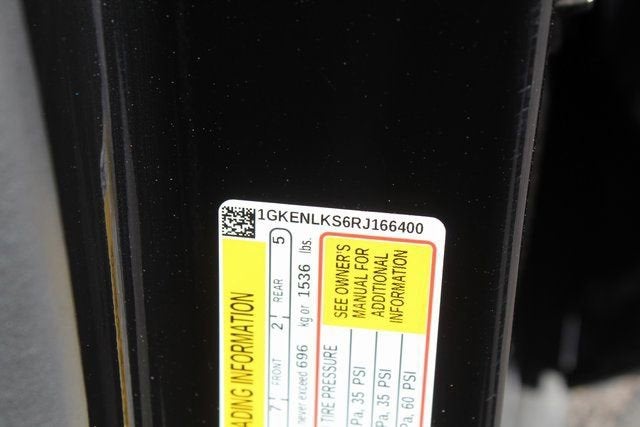 1GKENLKS6RJ166400
ADING INFORMATION
7 FRONT 2 REAR 5
never exceed 696 kg or 1536 lbs.
TIRE PRESSURE
SEE OWNER'S
MANUAL FOR
ADDITIONAL
INFORMATION
Pa, 35 PSI
Pa, 35 PSI
Pa, 60 PSI